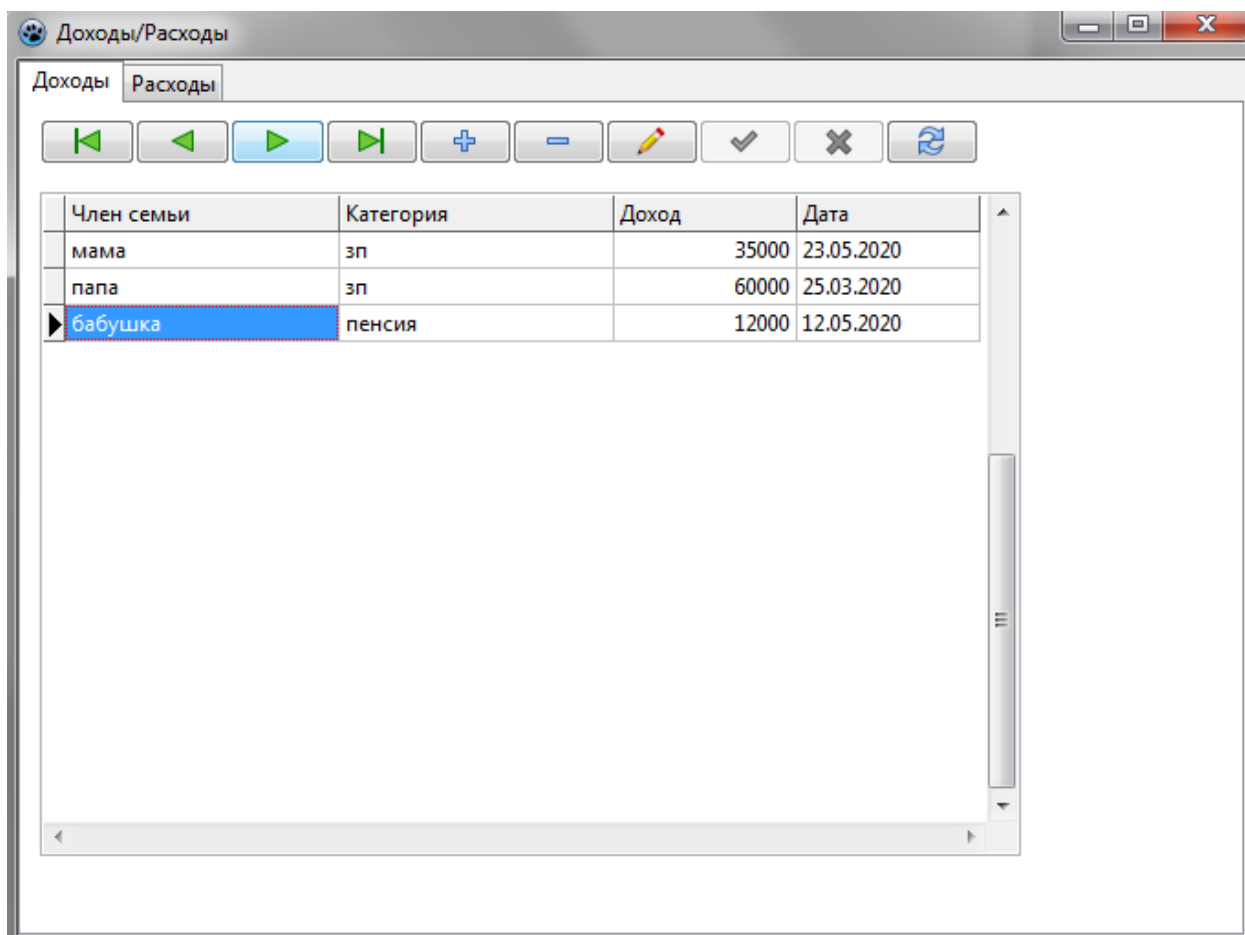 Доходы/Расходы
Доходы Расходы
Член семьи Категория Доход Дата
мама зп 35000 23.05.2020
папа зп 60000 25.03.2020
бабушка пенсия 12000 12.05.2020